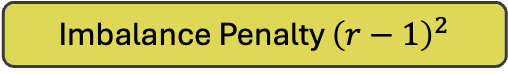 Imbalance Penalty (r − 1)²